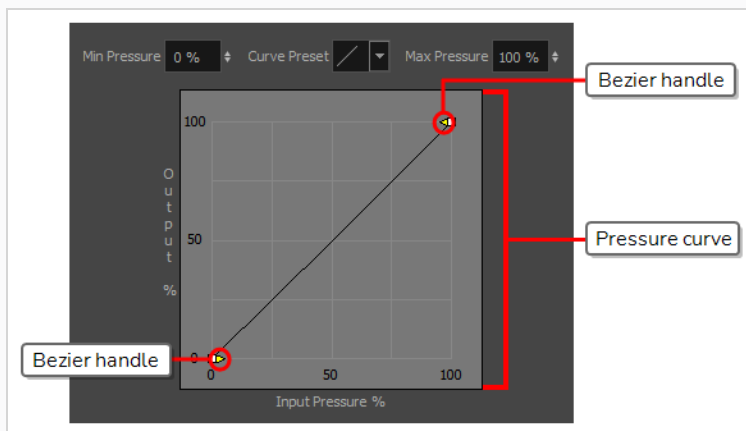 Min Pressure 0 % Curve Preset Max Pressure 100 %
Bezier handle
100
Output %
50
Pressure curve
Bezier handle
0
0 50 100
Input Pressure %